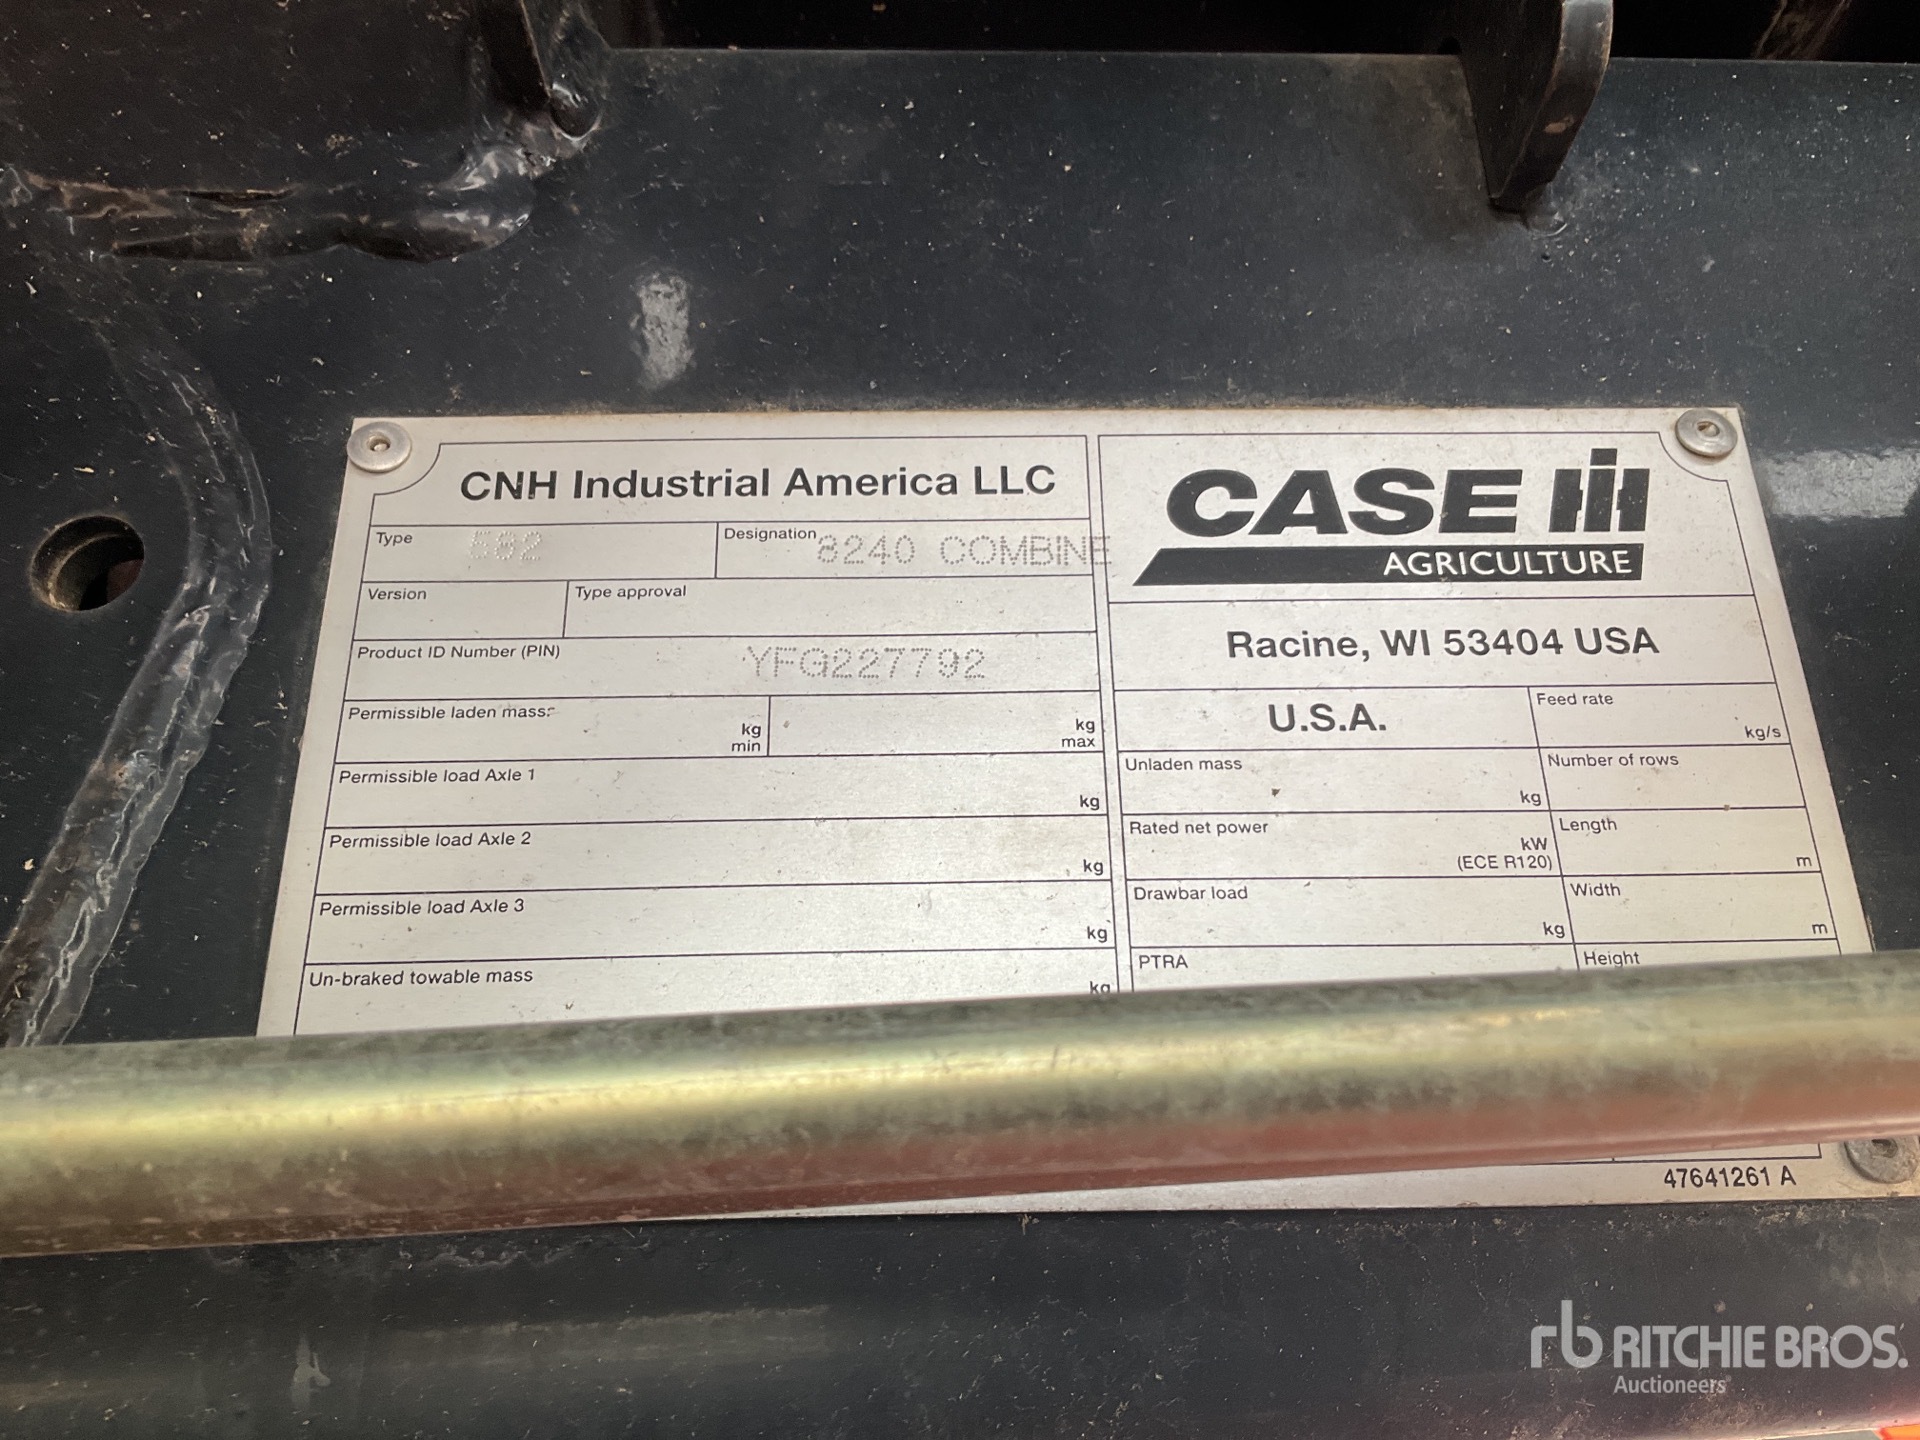 CNH Industrial America LLC
Type 582
Designation 8240 COMBINE
Version
Type approval
Product ID Number (PIN) YFG227792
Permissible laden mass:
kg min
kg max
Permissible load Axle 1 kg
Permissible load Axle 2 kg
Permissible load Axle 3 kg
Un-braked towable mass kg
CASE IH
AGRICULTURE
Racine, WI 53404 USA
U.S.A.
Feed rate kg/s
Unladen mass kg
Number of rows
Rated net power kW (ECE R120)
Length m
Drawbar load kg
Width m
PTRA
Height
47641261 A
rb RITCHIE BROS.
Auctioneers